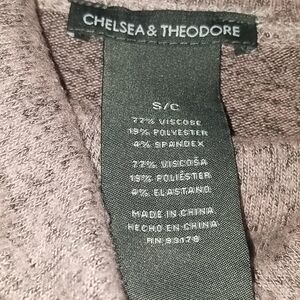 CHELSEA & THEODORE
S/C
77% VISCOSE
19% POLYESTER
4% SPANDEX
77% VISCOSA
19% POLIÉSTER
4% ELASTANO
MADE IN CHINA
HECHO EN CHINA
RN 93176